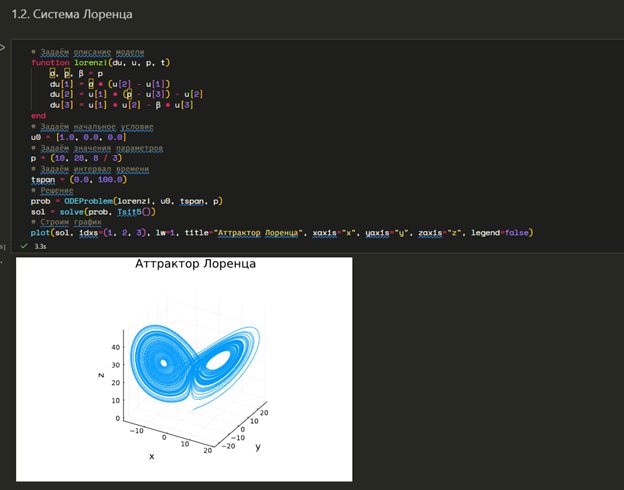 1.2. Система Лоренца
# Задаём описание модели
function lorenz!(du, u, p, t)
σ, ρ, β = p
du[1] = σ * (u[2] - u[1])
du[2] = u[1] * (ρ - u[3]) - u[2]
du[3] = u[1] * u[2] - β * u[3]
end
# Задаём начальное условие
u0 = [1.0, 0.0, 0.0]
# Задаём значения параметров
p = (10, 28, 8 / 3)
# Задаём интервал времени
tspan = (0.0, 100.0)
# Решение
prob = ODEProblem(lorenz!, u0, tspan, p)
sol = solve(prob, Tsit5())
# Строим график
plot(sol, idxs=(1, 2, 3), lw=1, title="Аттрактор Лоренца", xaxis="x", yaxis="y", zaxis="z", legend=false)
3.3s
Аттрактор Лоренца
40
30
20
10
0
z
-10
0
10
20
x
-20
-10
0
10
20
y